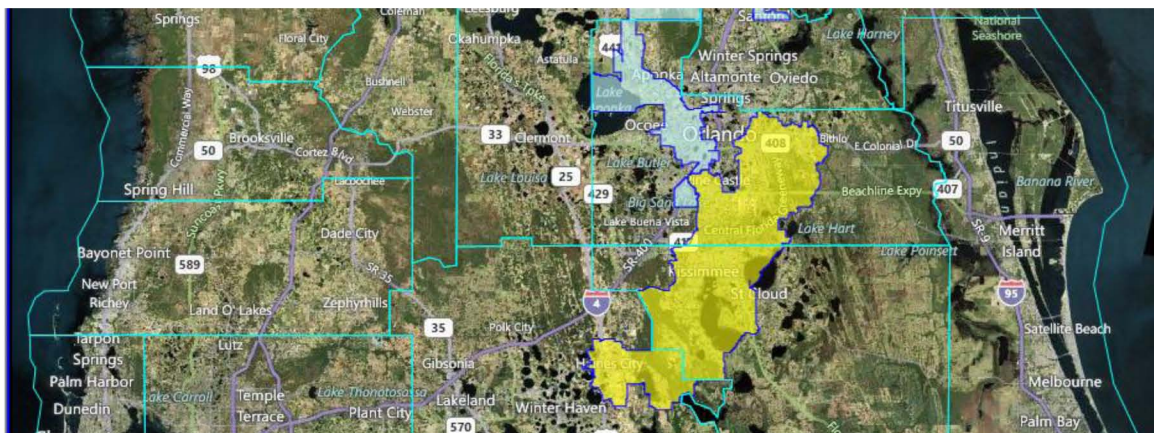 Springs
98
Floral City
Coleman
Leesburg
Okahumpka
Astatula
Florida's Tpke
441
Apopka
Winter Springs
Altamonte
Oviedo
Springs
Lake Harney
National
Seashore
Bushnell
Webster
Commercial Way
Brooksville
50
Cortez Blvd
Lacoochee
33
Clermont
Ocoee
Orlando
408
Bithlo
E Colonial Dr
50
Titusville
Spring Hill
Suncoast Pkwy
Lake Louisa
25
429
Lake Butler
Lake Buena Vista
Beachline Expy
407
Indian
Banana River
Dade City
SR-35
SR-400
Central Flo
Lake Hart
Lake Poinsett
SR-9
Merritt
Island
Bayonet Point
589
New Port
Richey
Land O' Lakes
Zephyrhills
Kissimmee
St Cloud
4
95
Tarpon
Springs
Lutz
35
Gibsonia
Polk City
Haines City
Satellite Beach
Palm Harbor
Dunedin
Lake Carroll
Temple
Terrace
Lake Thonotosassa
Plant City
Lakeland
570
Winter Haven
Melbourne
Palm Bay